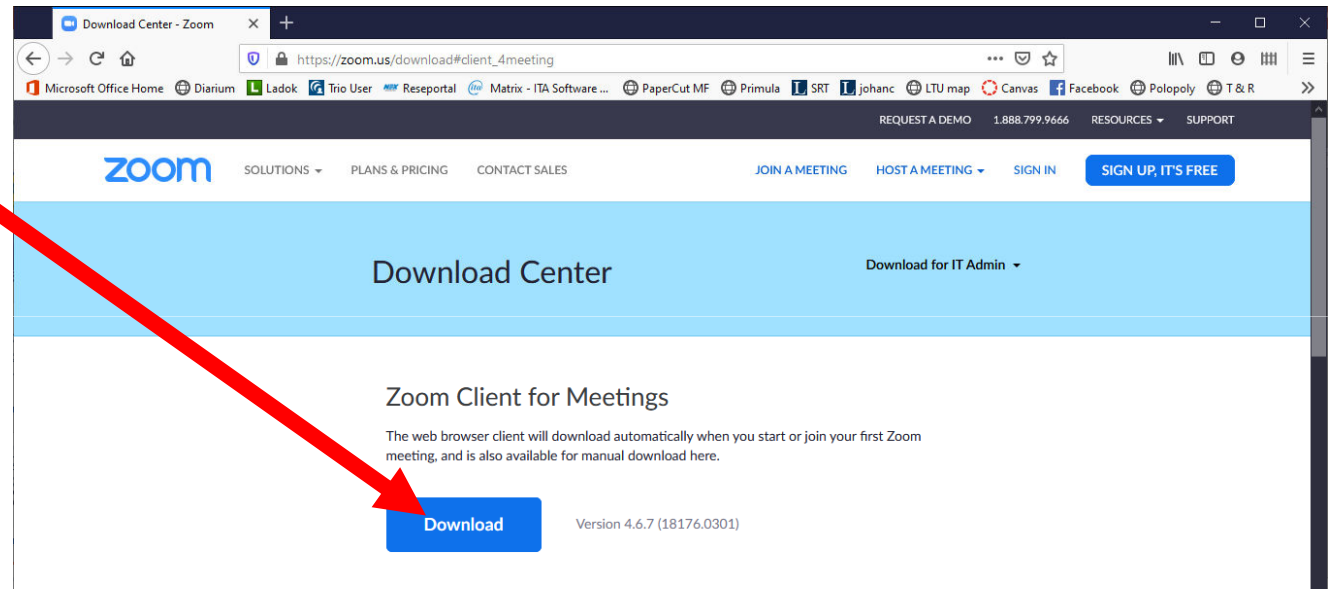 Download Center - Zoom
https://zoom.us/download#client_4meeting
Microsoft Office Home Diarium Ladok Trio User Reseportal Matrix - ITA Software ... PaperCut MF Primula SRT johanc LTU map Canvas Facebook Polopoly T & R
REQUEST A DEMO 1.888.799.9666 RESOURCES SUPPORT
zoom SOLUTIONS PLANS & PRICING CONTACT SALES JOIN A MEETING HOST A MEETING SIGN IN SIGN UP, IT'S FREE
Download Center Download for IT Admin
Zoom Client for Meetings
The web browser client will download automatically when you start or join your first Zoom
meeting, and is also available for manual download here.
Download Version 4.6.7 (18176.0301)